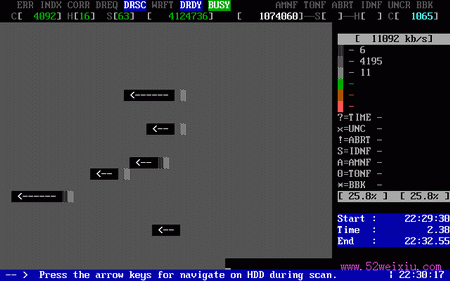 ERR INDX CORR DREQ DRSC WRFT DRDY BUSY AMNF TONF ABRT IDNF UNCR BBK
C[ 4092] H[16] S[63] [ 4124736] [ 1074060]—S[ ]—H[ ] C[ 1065]
[ 11092 kb/s]
- 6
- 4195
<------ - 11
-
<-- -
-
?=TIME -
x=UNC -
<-- !=ABRT -
<-- S=IDNF -
A=AMNF -
<------ 0=T0NF -
*=BBK -
[ 25.8% ] [ 25.8% ]
Start : 22:29:30
<-- Time : 2.38
End : 22:32.55
www.52weixiu.com
-- > Press the arrow keys for navigate on HDD during scan. [ 22:30:17